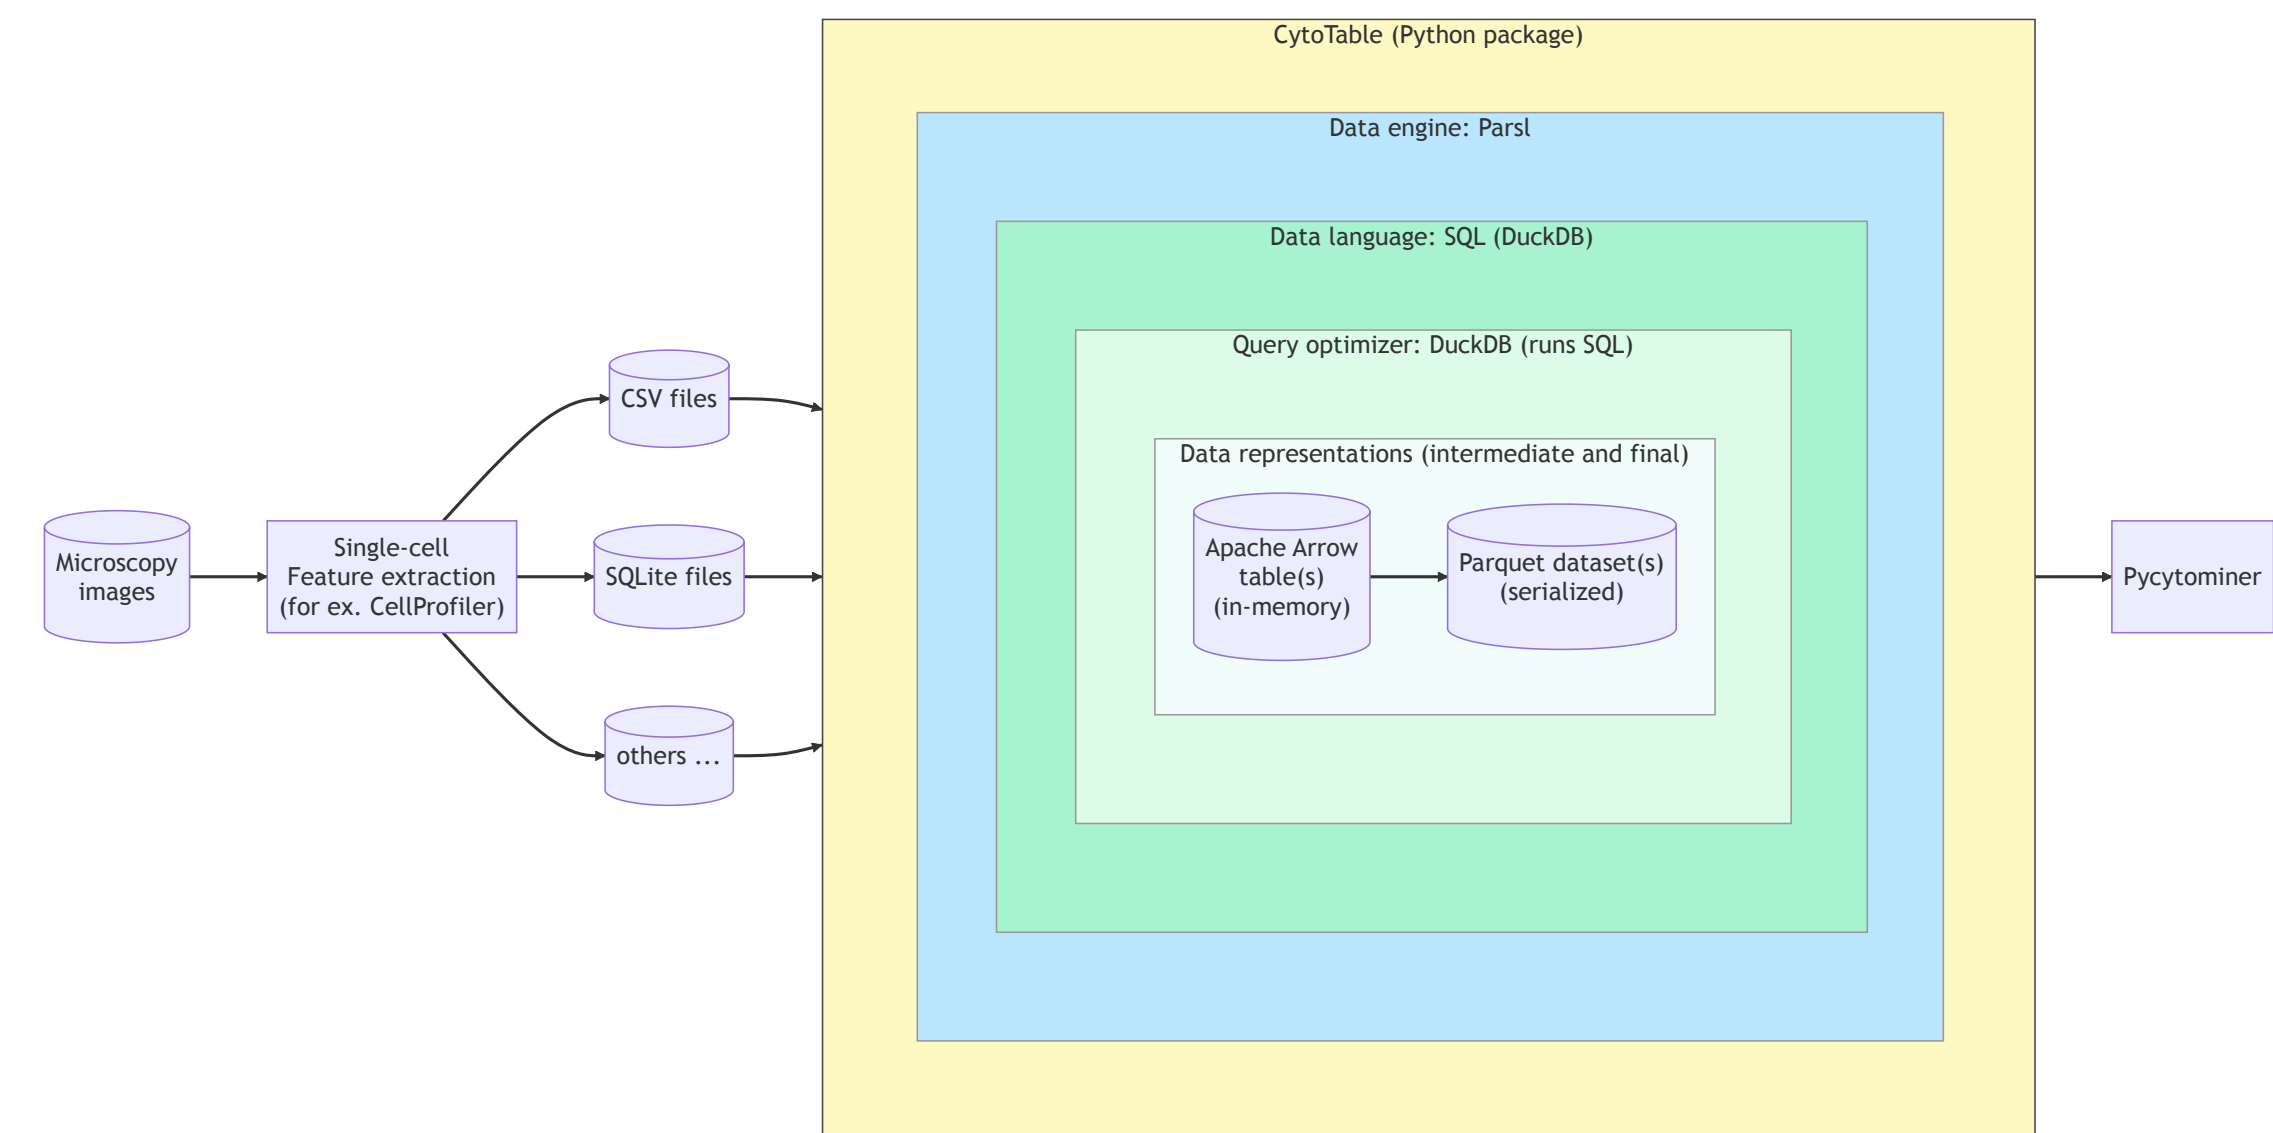 CytoTable (Python package)
Data engine: Parsl
Data language: SQL (DuckDB)
Query optimizer: DuckDB (runs SQL)
Data representations (intermediate and final)
Microscopy
images
Single-cell
Feature extraction
(for ex. CellProfiler)
CSV files
SQLite files
others ...
Apache Arrow
table(s)
(in-memory)
Parquet dataset(s)
(serialized)
Pycytominer